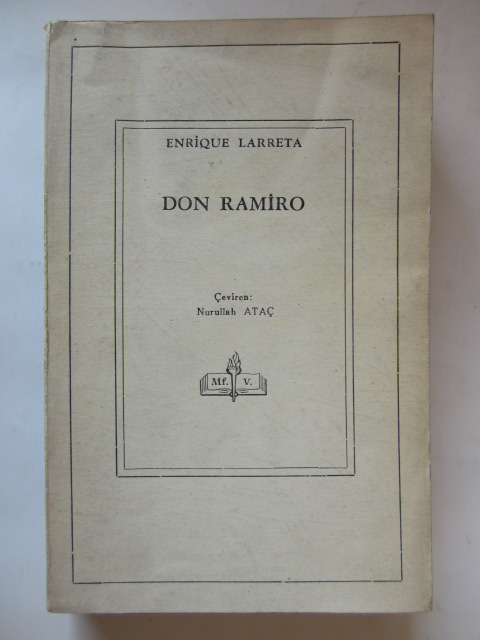 ENRİQUE LARRETA
DON RAMİRO
Çeviren:
Nurullah ATAÇ
Mf. V.